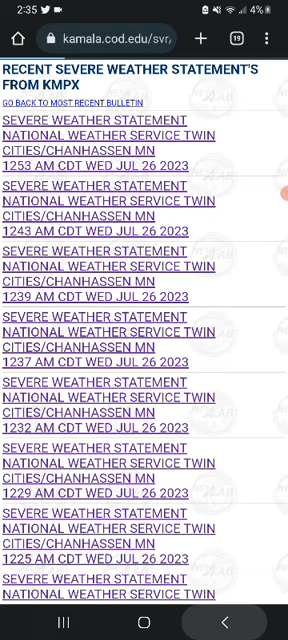 2:35
4%
kamala.cod.edu/svr/
19
RECENT SEVERE WEATHER STATEMENT'S
FROM KMPX
GO BACK TO MOST RECENT BULLETIN
SEVERE WEATHER STATEMENT
NATIONAL WEATHER SERVICE TWIN
CITIES/CHANHASSEN MN
1253 AM CDT WED JUL 26 2023
SEVERE WEATHER STATEMENT
NATIONAL WEATHER SERVICE TWIN
CITIES/CHANHASSEN MN
1243 AM CDT WED JUL 26 2023
SEVERE WEATHER STATEMENT
NATIONAL WEATHER SERVICE TWIN
CITIES/CHANHASSEN MN
1239 AM CDT WED JUL 26 2023
SEVERE WEATHER STATEMENT
NATIONAL WEATHER SERVICE TWIN
CITIES/CHANHASSEN MN
1237 AM CDT WED JUL 26 2023
SEVERE WEATHER STATEMENT
NATIONAL WEATHER SERVICE TWIN
CITIES/CHANHASSEN MN
1232 AM CDT WED JUL 26 2023
SEVERE WEATHER STATEMENT
NATIONAL WEATHER SERVICE TWIN
CITIES/CHANHASSEN MN
1229 AM CDT WED JUL 26 2023
SEVERE WEATHER STATEMENT
NATIONAL WEATHER SERVICE TWIN
CITIES/CHANHASSEN MN
1225 AM CDT WED JUL 26 2023
SEVERE WEATHER STATEMENT
NATIONAL WEATHER SERVICE TWIN